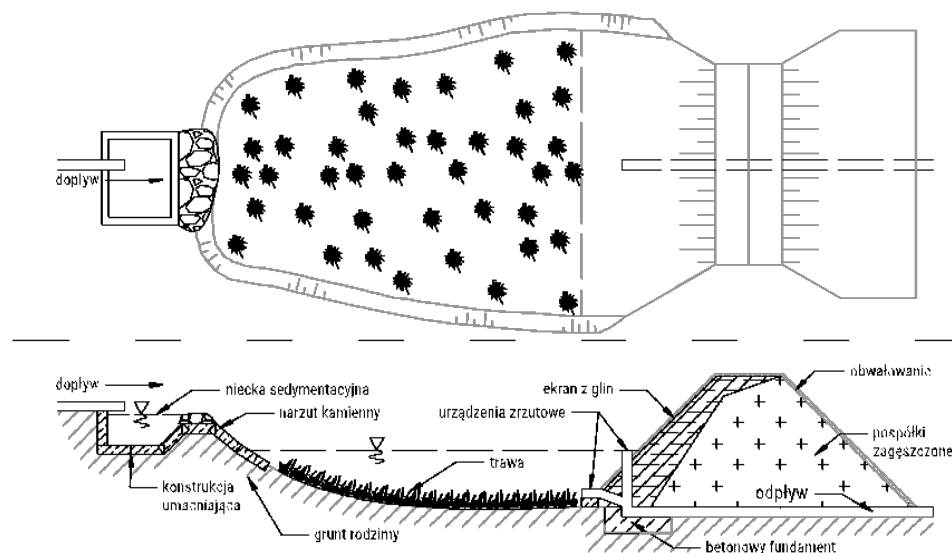 dopływ
dopływ
niecka sedymentacyjna
narzut kamienny
ekran z glin
urządzenia zrzutowe
obwałowanie
pospółki
zagęszczone
trawa
konstrukcja
umacniająca
grunt rodzimy
odpływ
betonowy fundament